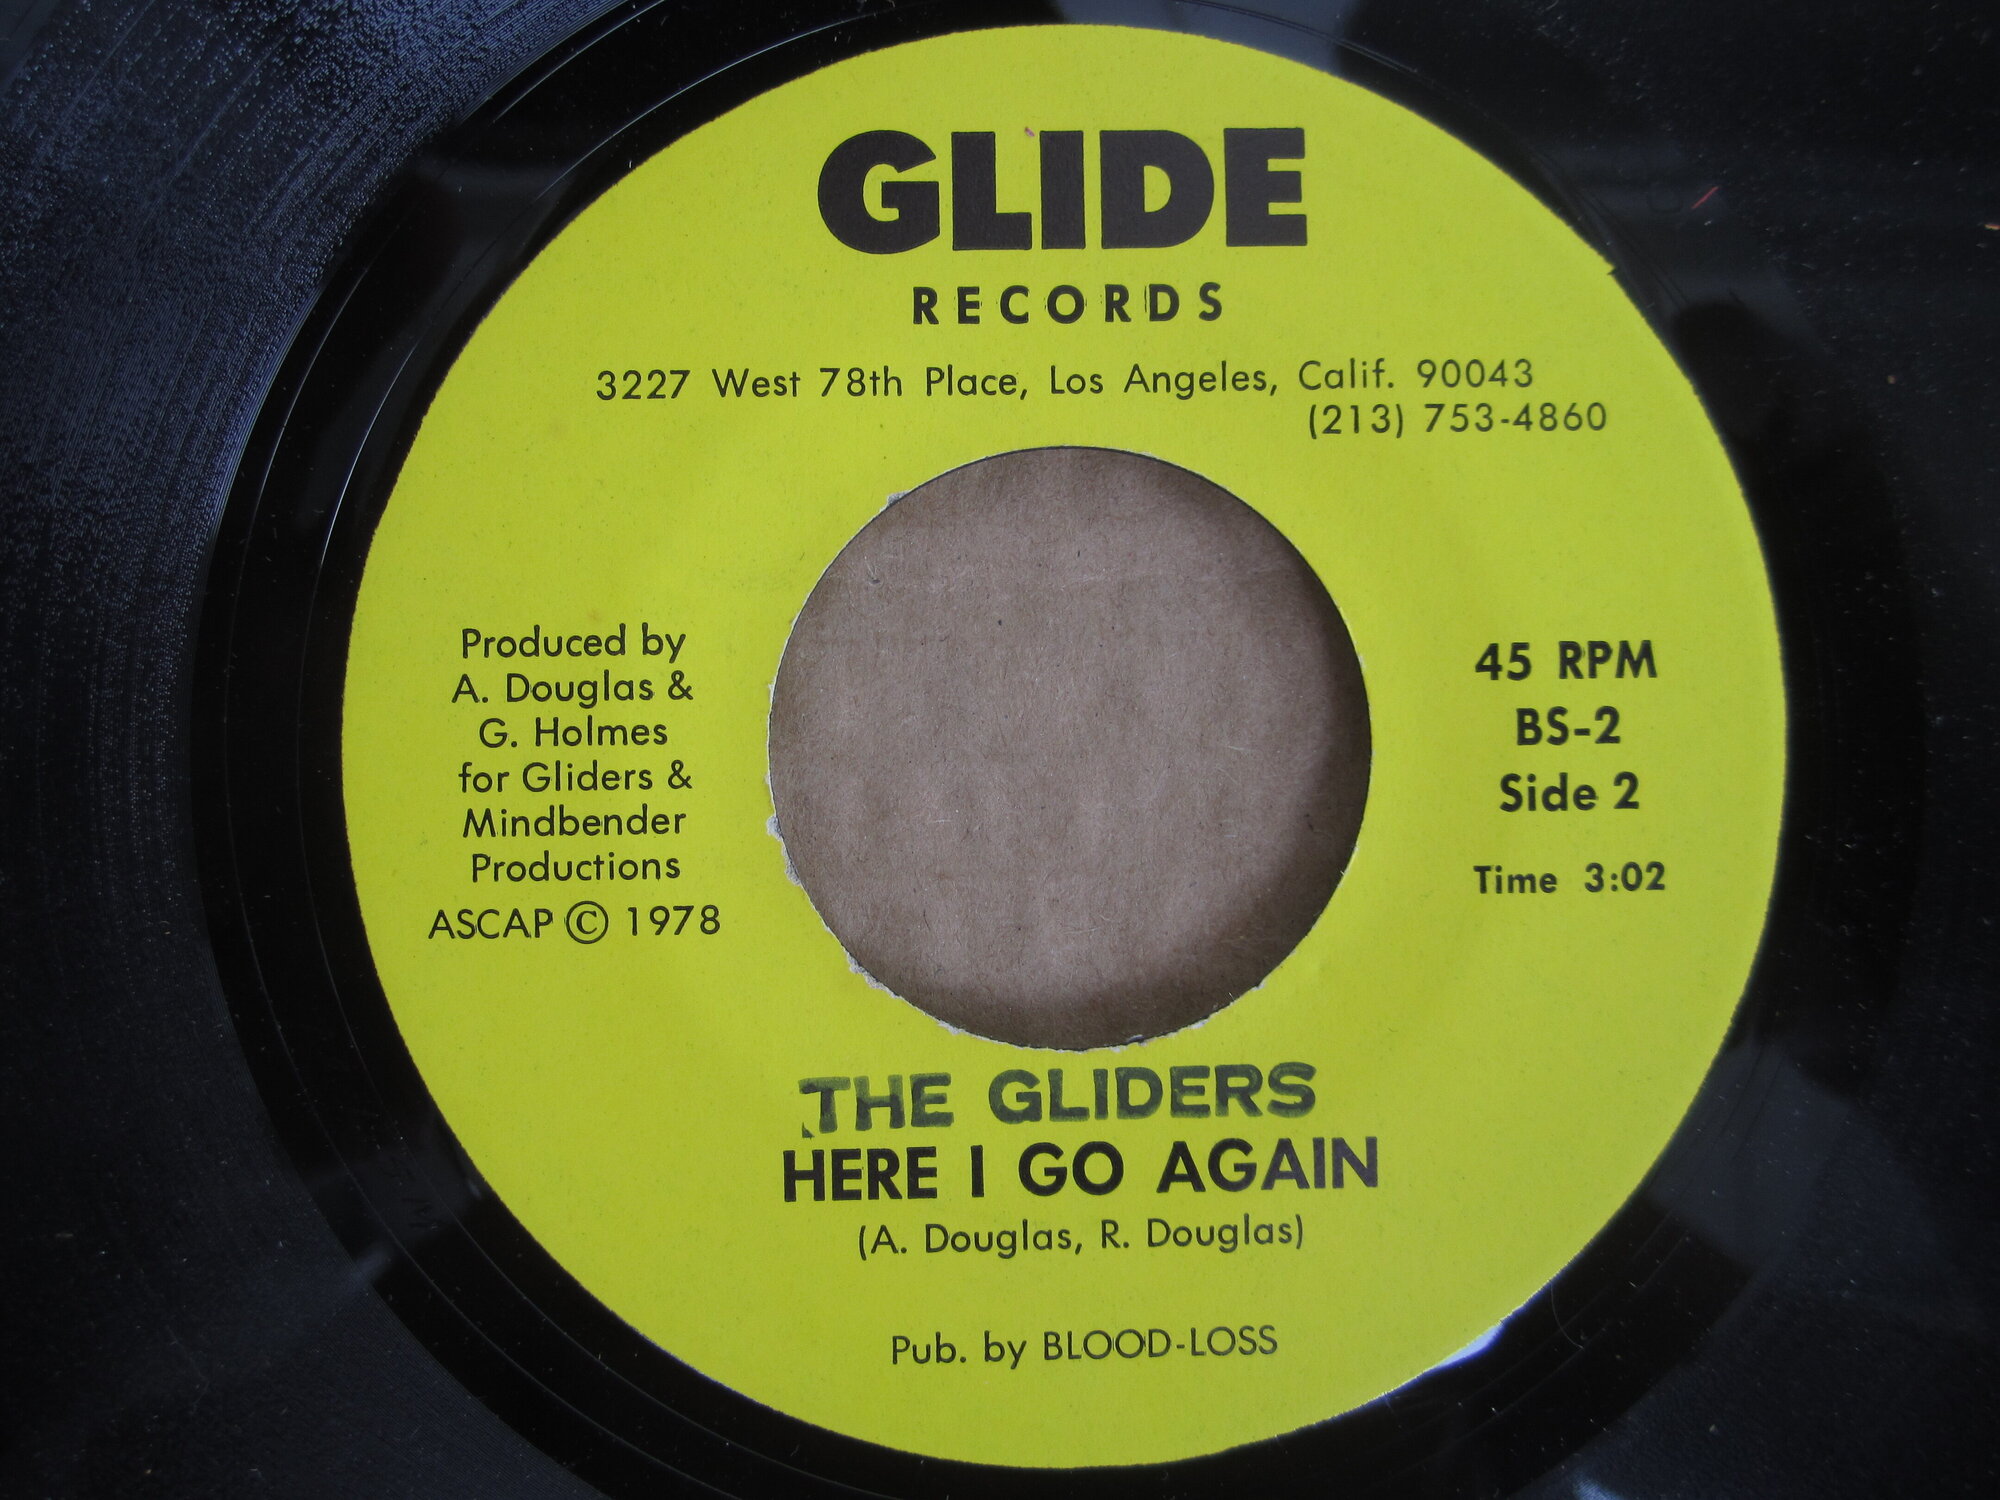 GLIDE
RECORDS
3227 West 78th Place, Los Angeles, Calif. 90043
(213) 753-4860
Produced by
A. Douglas &
G. Holmes
for Gliders &
Mindbender
Productions
ASCAP © 1978
45 RPM
BS-2
Side 2
Time 3:02
THE GLIDERS
HERE I GO AGAIN
(A. Douglas, R. Douglas)
Pub. by BLOOD-LOSS